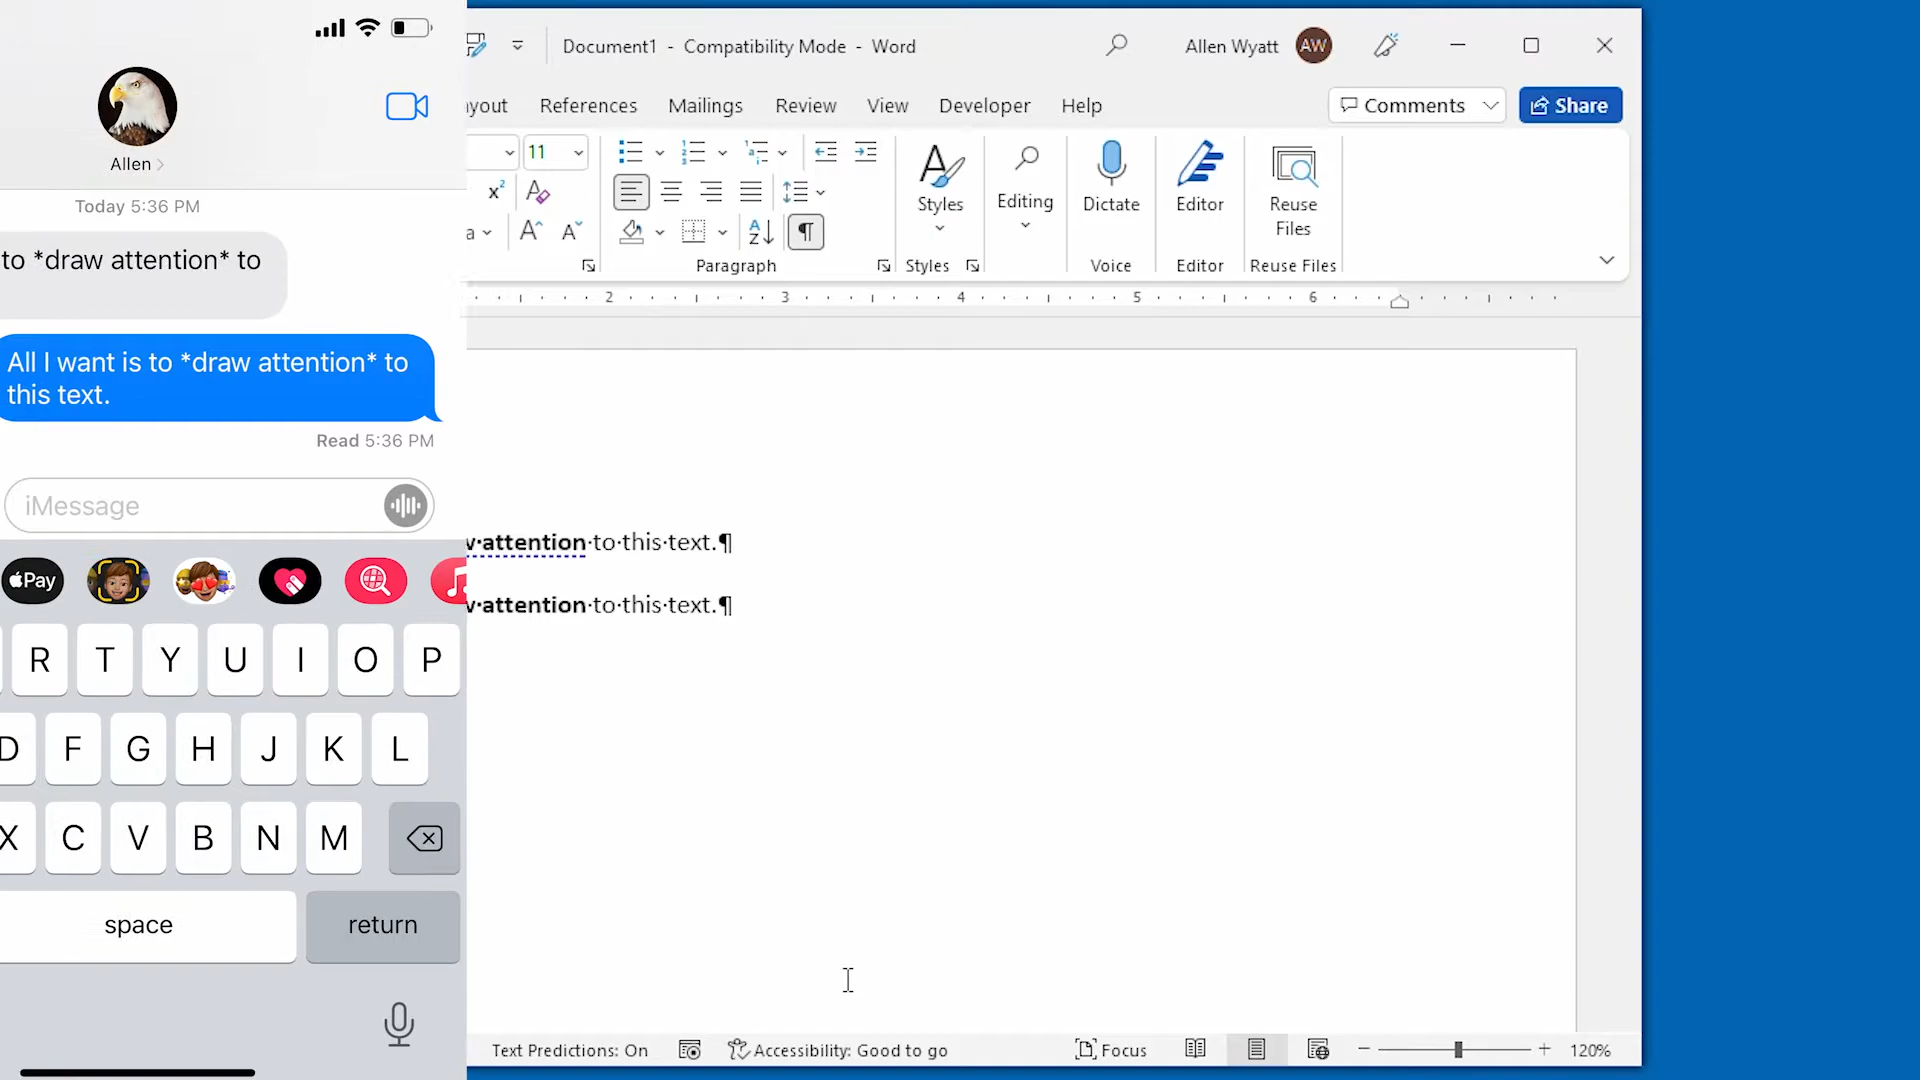 Allen
Today 5:36 PM
to *draw attention* to
All I want is to *draw attention* to
this text.
Read 5:36 PM
iMessage
Pay
R T Y U I O P
D F G H J K L
X C V B N M
space return
Document1 - Compatibility Mode - Word
Allen Wyatt AW
References Mailings Review View Developer Help
Comments Share
11
Styles Editing Dictate Editor Reuse
Files
Paragraph Styles Voice Editor Reuse Files
2 3 4 5 6
attention·to·this·text.¶
attention·to·this·text.¶
Text Predictions: On Accessibility: Good to go Focus 120%